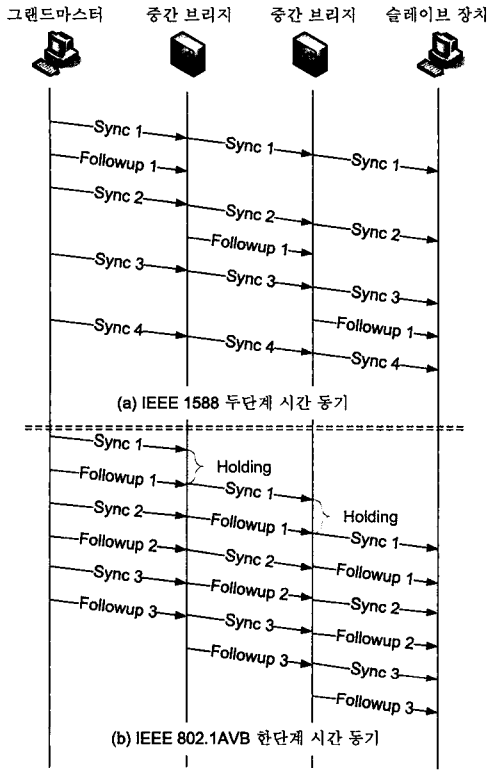 그랜드마스터 중간 브리지 중간 브리지 슬레이브 장치
Sync 1 Sync 1 Sync 1
Followup 1
Sync 2 Sync 2 Sync 2
Followup 1
Sync 3 Sync 3 Sync 3
Followup 1
Sync 4 Sync 4 Sync 4
(a) IEEE 1588 두단계 시간 동기
Sync 1
Holding
Followup 1 Sync 1
Holding
Sync 2 Followup 1 Sync 1
Followup 2 Sync 2 Followup 1
Sync 3 Followup 2 Sync 2
Followup 3 Sync 3 Followup 2
Followup 3 Sync 3
Followup 3
(b) IEEE 802.1AVB 한단계 시간 동기